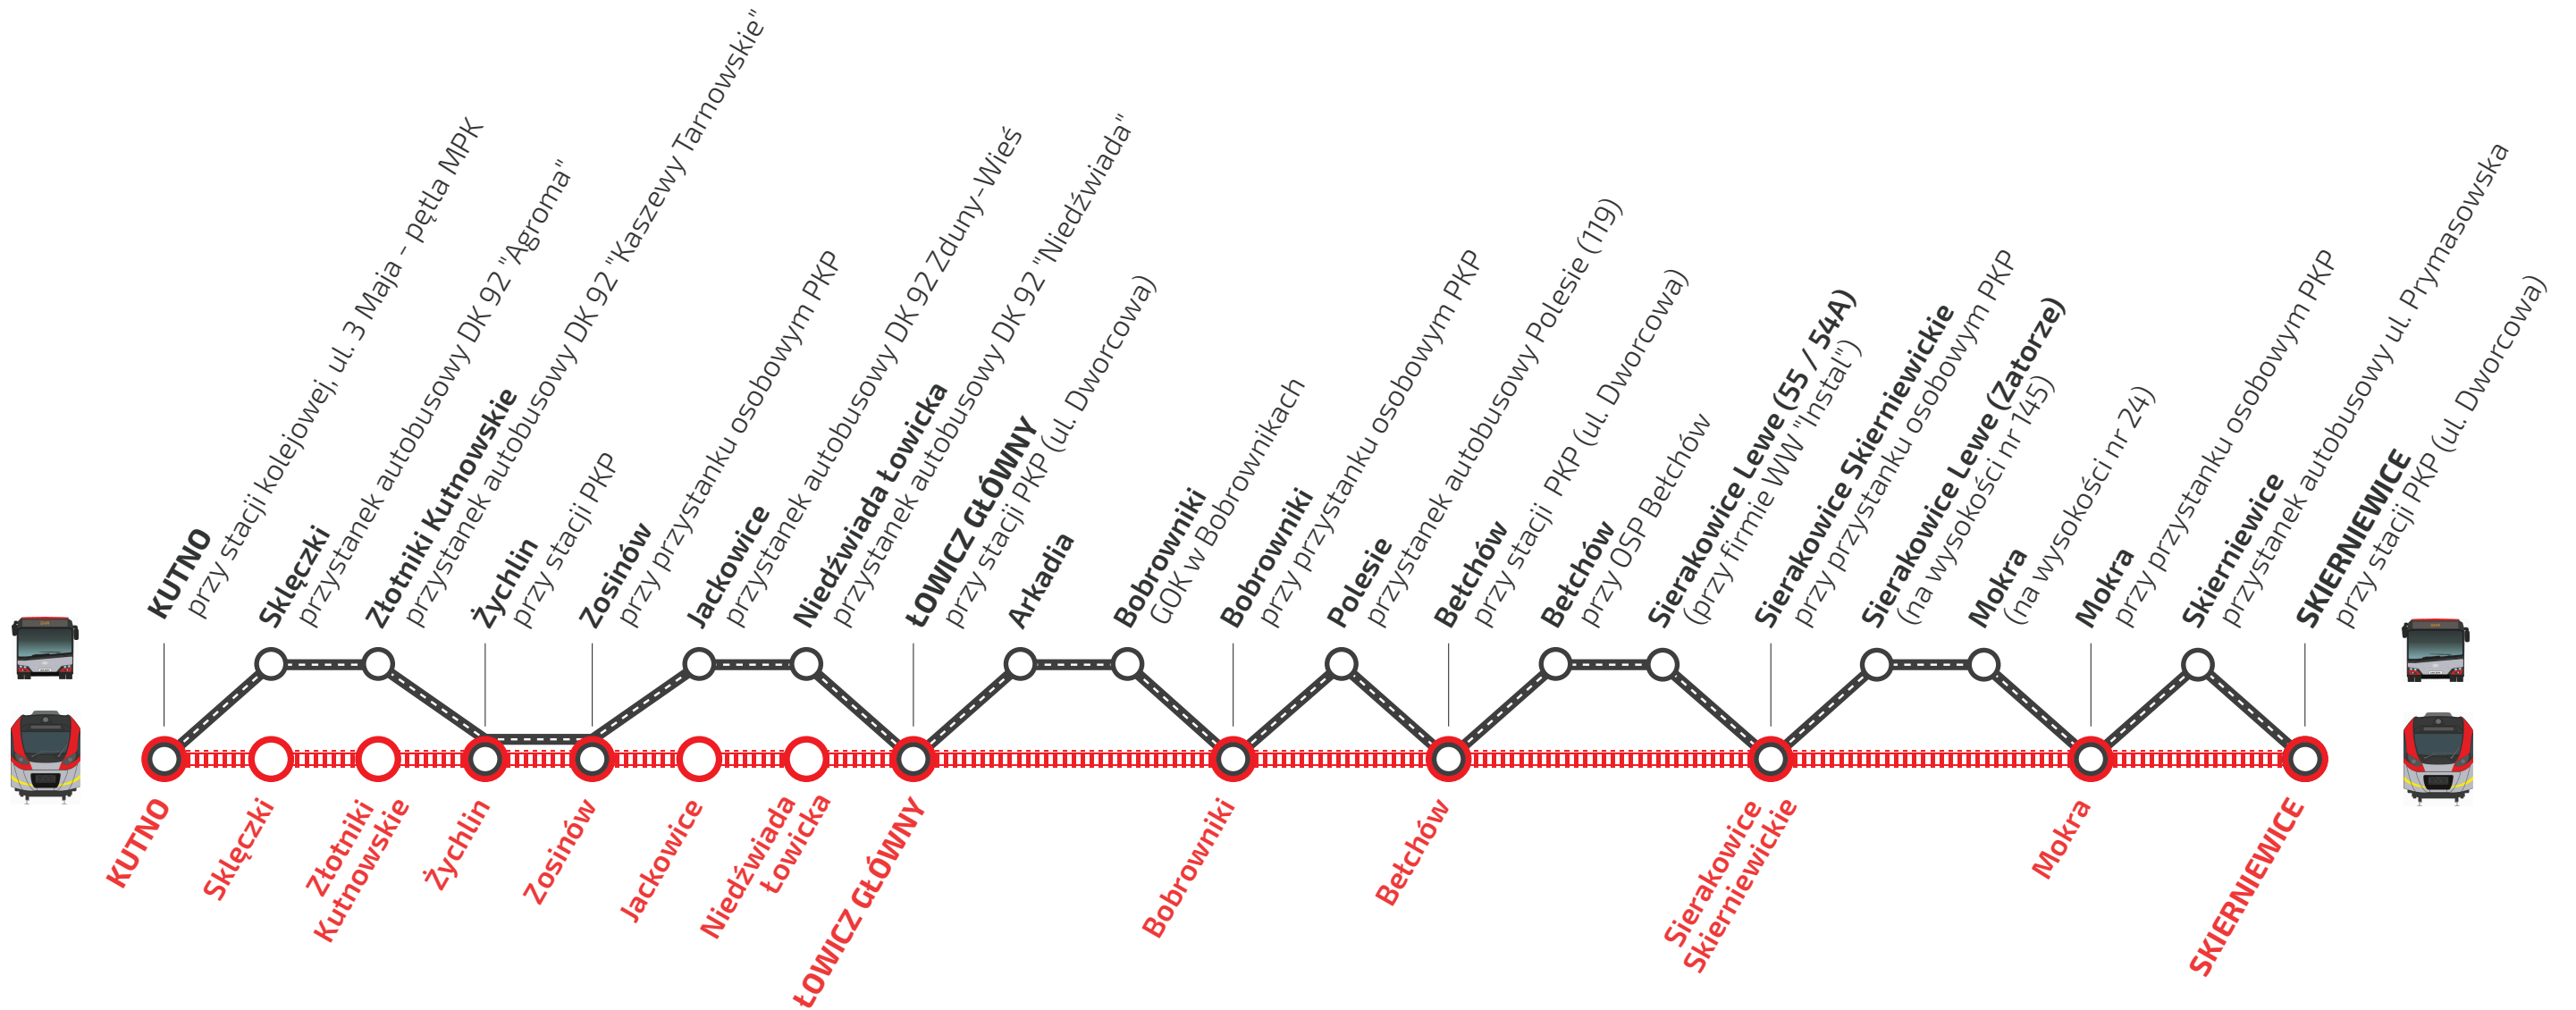 KUTNO
przy stacji kolejowej, ul. 3 Maja - pętla MPK
Sklęczki
przystanek autobusowy DK 92 "Agroma"
Złotniki Kutnowskie
przystanek autobusowy DK 92 "Kaszewy Tarnowskie"
Żychlin
przy stacji PKP
Zosinów
przy przystanku osobowym PKP
Jackowice
przystanek autobusowy DK 92 Zduny-Wieś
Niedźwiada Łowicka
przystanek autobusowy DK 92 "Niedźwiada"
ŁOWICZ GŁÓWNY
przy stacji PKP (ul. Dworcowa)
Arkadia
Bobrowniki
GOK w Bobrownikach
Bobrowniki
przy przystanku osobowym PKP
Polesie
przystanek autobusowy Polesie (119)
Bełchów
przy stacji PKP (ul. Dworcowa)
Bełchów
przy OSP Bełchów
Sierakowice Lewe (55 / 54A)
(przy firmie WW "Instal")
Sierakowice Skierniewickie
przy przystanku osobowym PKP
Sierakowice Lewe (Zatorze)
(na wysokości nr 145)
Mokra
(na wysokości nr 24)
Mokra
przy przystanku osobowym PKP
Skierniewice
przystanek autobusowy ul. Prymasowska
SKIERNIEWICE
przy stacji PKP (ul. Dworcowa)
KUTNO
Sklęczki
Złotniki
Kutnowskie
Żychlin
Zosinów
Jackowice
Niedźwiada
Łowicka
ŁOWICZ GŁÓWNY
Bobrowniki
Bełchów
Sierakowice
Skierniewickie
Mokra
SKIERNIEWICE